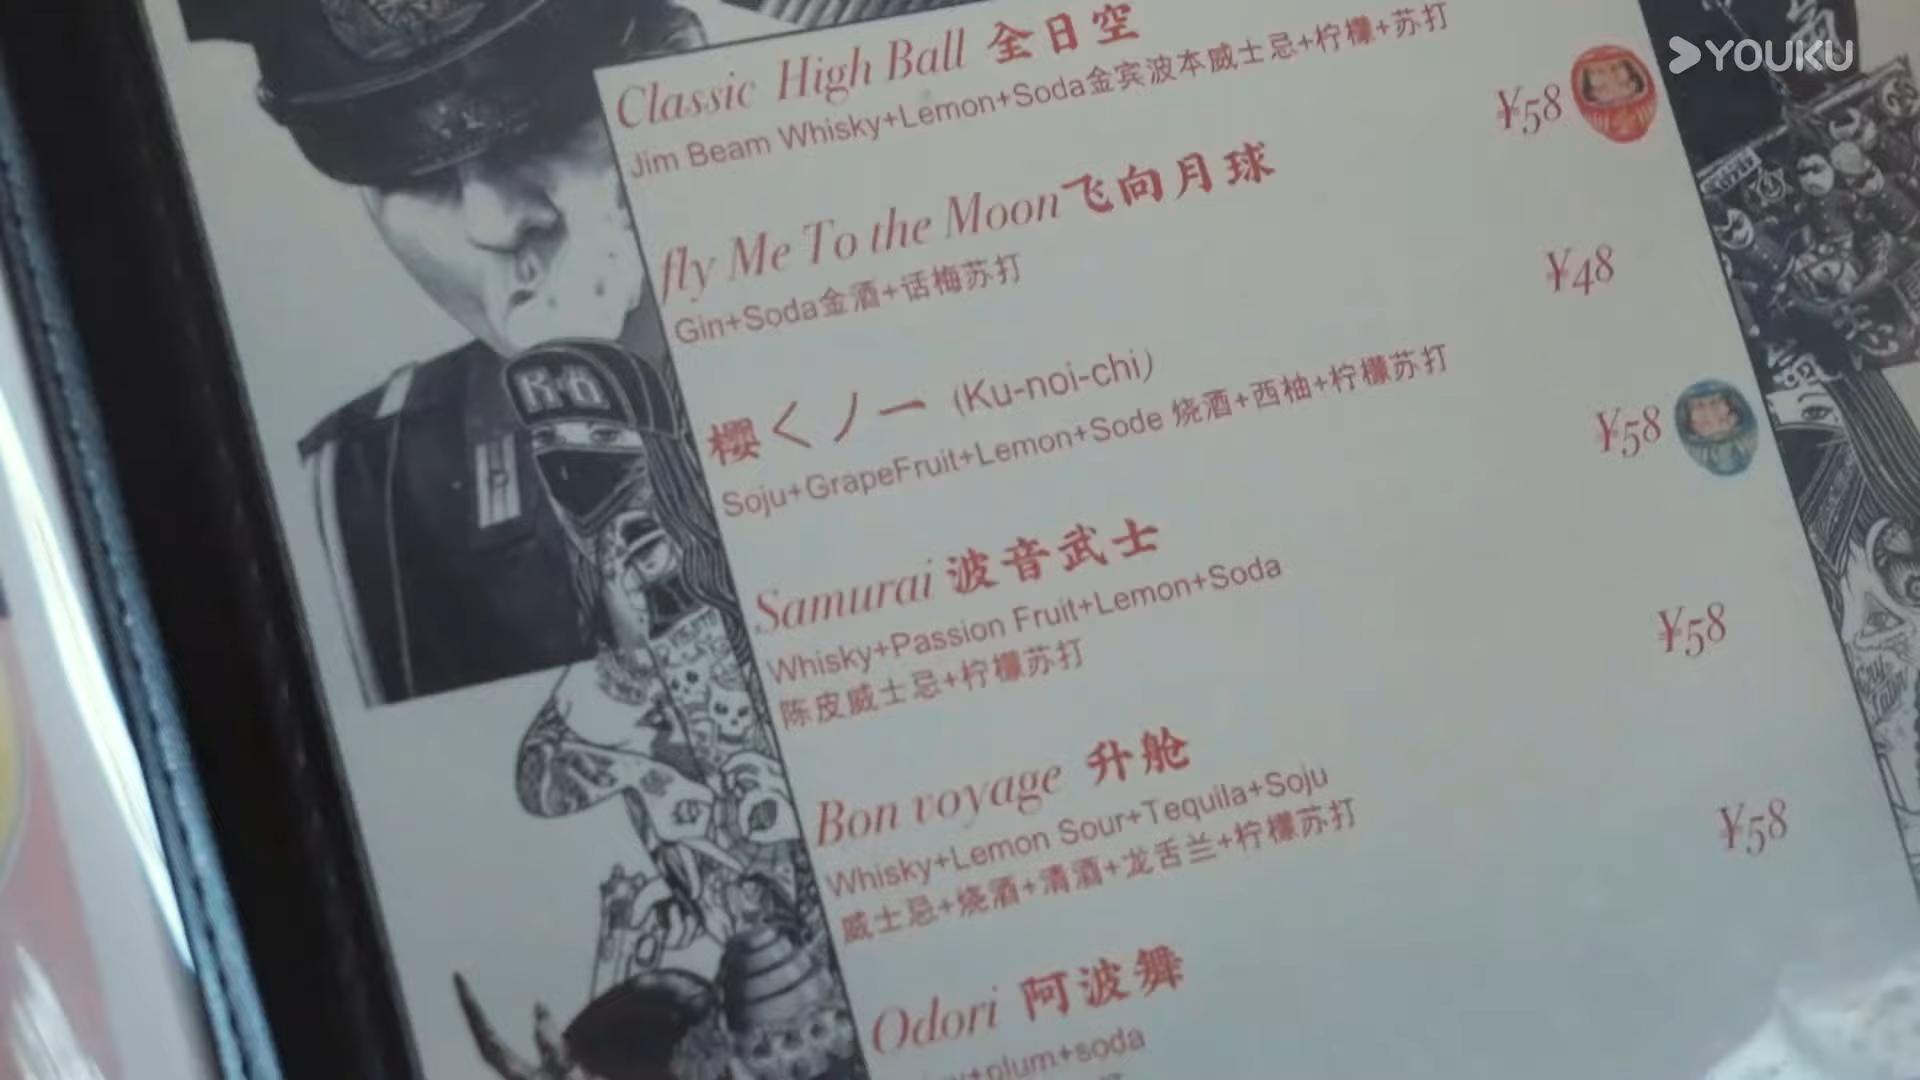 YOUKU
Classic High Ball 全日空
Jim Beam Whisky+Lemon+Soda金宾波本威士忌+柠檬+苏打
¥58
fly Me To the Moon飞向月球
Gin+Soda金酒+话梅苏打
¥48
樱くノ一 (Ku-noi-chi)
Soju+GrapeFruit+Lemon+Sode 烧酒+西柚+柠檬苏打
¥58
Samurai 波音武士
Whisky+Passion Fruit+Lemon+Soda
陈皮威士忌+柠檬苏打
¥58
Bon voyage 升舱
Whisky+Lemon Sour+Tequila+Soju
威士忌+烧酒+清酒+龙舌兰+柠檬苏打
¥58
Odori 阿波舞
+plum+soda